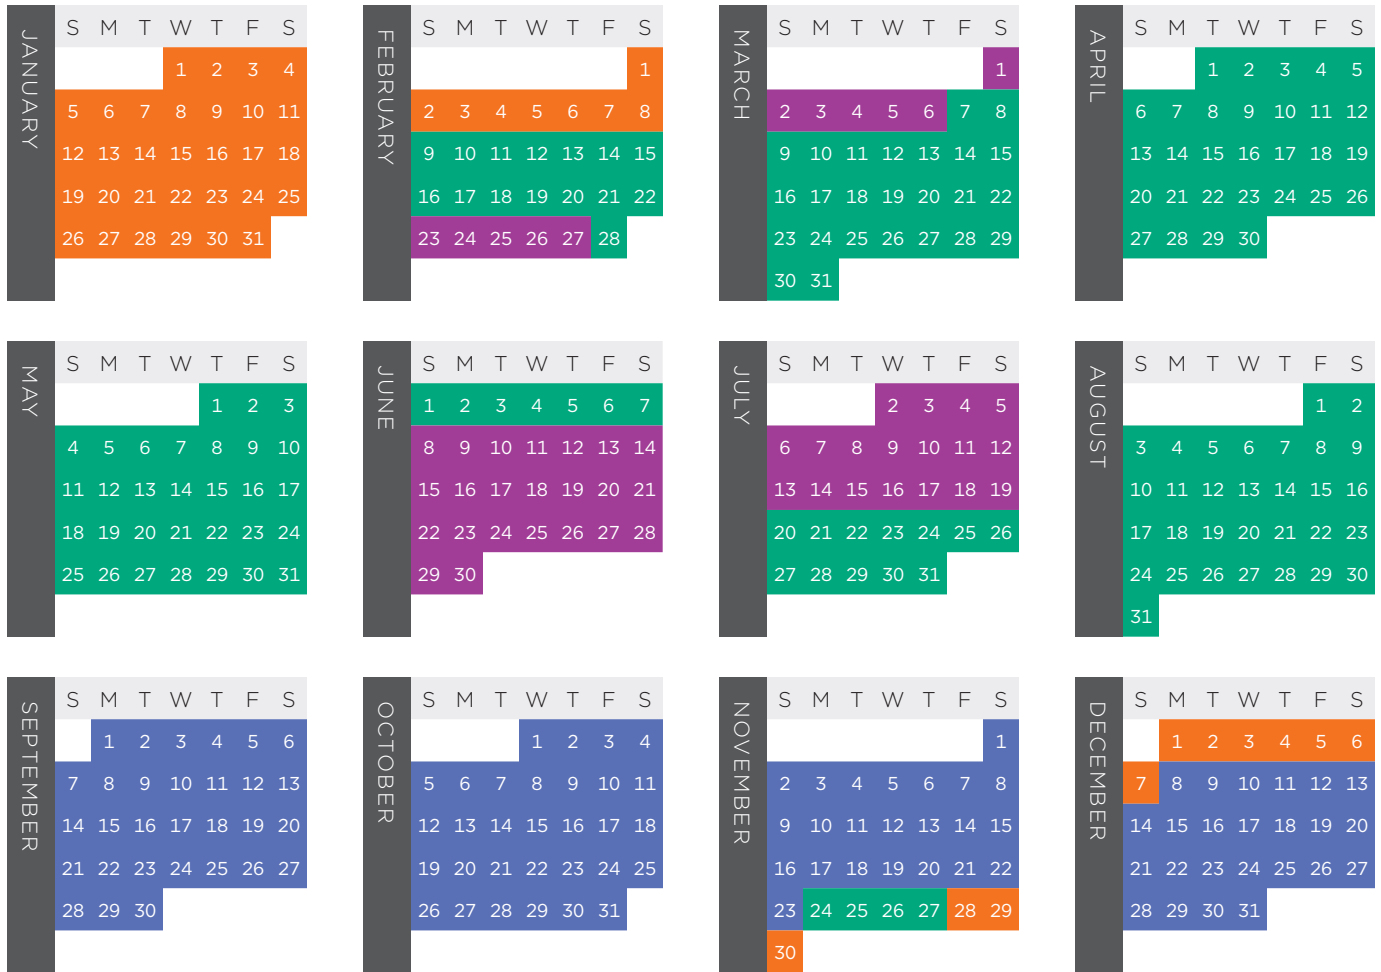 JANUARY
S M T W T F S
1 2 3 4
5 6 7 8 9 10 11
12 13 14 15 16 17 18
19 20 21 22 23 24 25
26 27 28 29 30 31
FEBRUARY
S M T W T F S
1
2 3 4 5 6 7 8
9 10 11 12 13 14 15
16 17 18 19 20 21 22
23 24 25 26 27 28
MARCH
S M T W T F S
1
2 3 4 5 6 7 8
9 10 11 12 13 14 15
16 17 18 19 20 21 22
23 24 25 26 27 28 29
30 31
APRIL
S M T W T F S
1 2 3 4 5
6 7 8 9 10 11 12
13 14 15 16 17 18 19
20 21 22 23 24 25 26
27 28 29 30
MAY
S M T W T F S
1 2 3
4 5 6 7 8 9 10
11 12 13 14 15 16 17
18 19 20 21 22 23 24
25 26 27 28 29 30 31
JUNE
S M T W T F S
1 2 3 4 5 6 7
8 9 10 11 12 13 14
15 16 17 18 19 20 21
22 23 24 25 26 27 28
29 30
JULY
S M T W T F S
2 3 4 5
6 7 8 9 10 11 12
13 14 15 16 17 18 19
20 21 22 23 24 25 26
27 28 29 30 31
AUGUST
S M T W T F S
1 2
3 4 5 6 7 8 9
10 11 12 13 14 15 16
17 18 19 20 21 22 23
24 25 26 27 28 29 30
31
SEPTEMBER
S M T W T F S
1 2 3 4 5 6
7 8 9 10 11 12 13
14 15 16 17 18 19 20
21 22 23 24 25 26 27
28 29 30
OCTOBER
S M T W T F S
1 2 3 4
5 6 7 8 9 10 11
12 13 14 15 16 17 18
19 20 21 22 23 24 25
26 27 28 29 30 31
NOVEMBER
S M T W T F S
1
2 3 4 5 6 7 8
9 10 11 12 13 14 15
16 17 18 19 20 21 22
23 24 25 26 27 28 29
30
DECEMBER
S M T W T F S
1 2 3 4 5 6
7 8 9 10 11 12 13
14 15 16 17 18 19 20
21 22 23 24 25 26 27
28 29 30 31